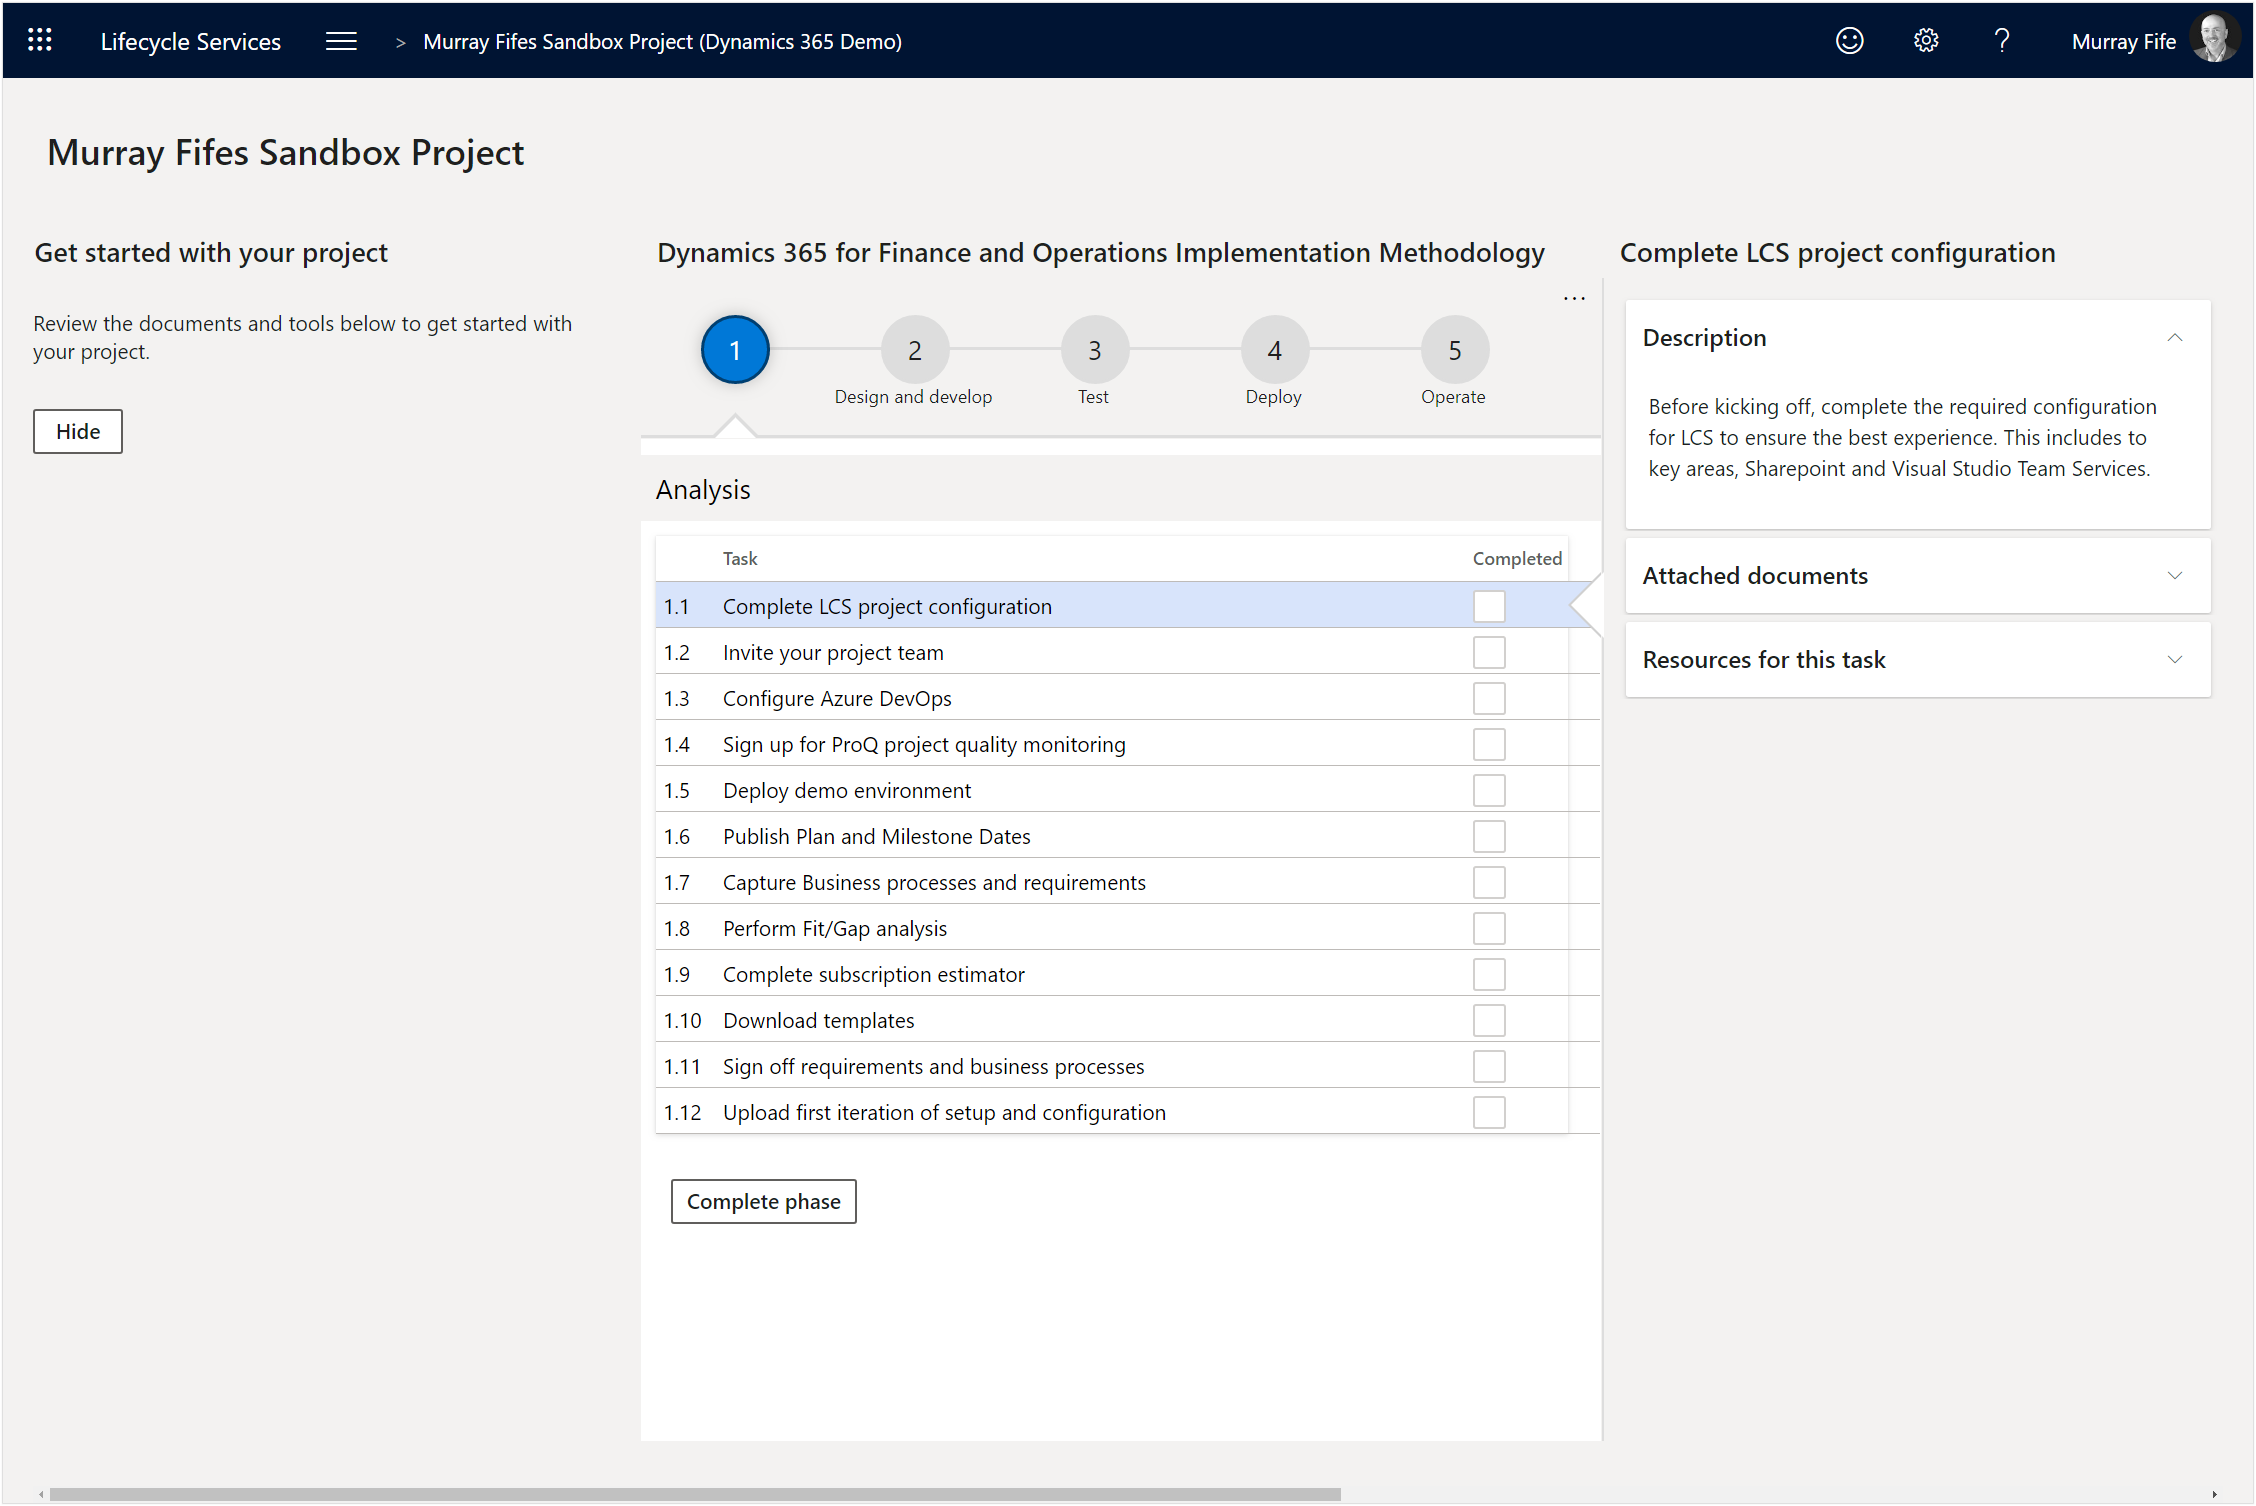 Lifecycle Services
> Murray Fifes Sandbox Project (Dynamics 365 Demo)
? Murray Fife
Murray Fifes Sandbox Project
Get started with your project
Review the documents and tools below to get started with
your project.
Hide
Dynamics 365 for Finance and Operations Implementation Methodology
...
1 2 3 4 5
Design and develop Test Deploy Operate
Analysis
Task Completed
1.1 Complete LCS project configuration
1.2 Invite your project team
1.3 Configure Azure DevOps
1.4 Sign up for ProQ project quality monitoring
1.5 Deploy demo environment
1.6 Publish Plan and Milestone Dates
1.7 Capture Business processes and requirements
1.8 Perform Fit/Gap analysis
1.9 Complete subscription estimator
1.10 Download templates
1.11 Sign off requirements and business processes
1.12 Upload first iteration of setup and configuration
Complete phase
Complete LCS project configuration
Description
Before kicking off, complete the required configuration
for LCS to ensure the best experience. This includes to
key areas, Sharepoint and Visual Studio Team Services.
Attached documents
Resources for this task